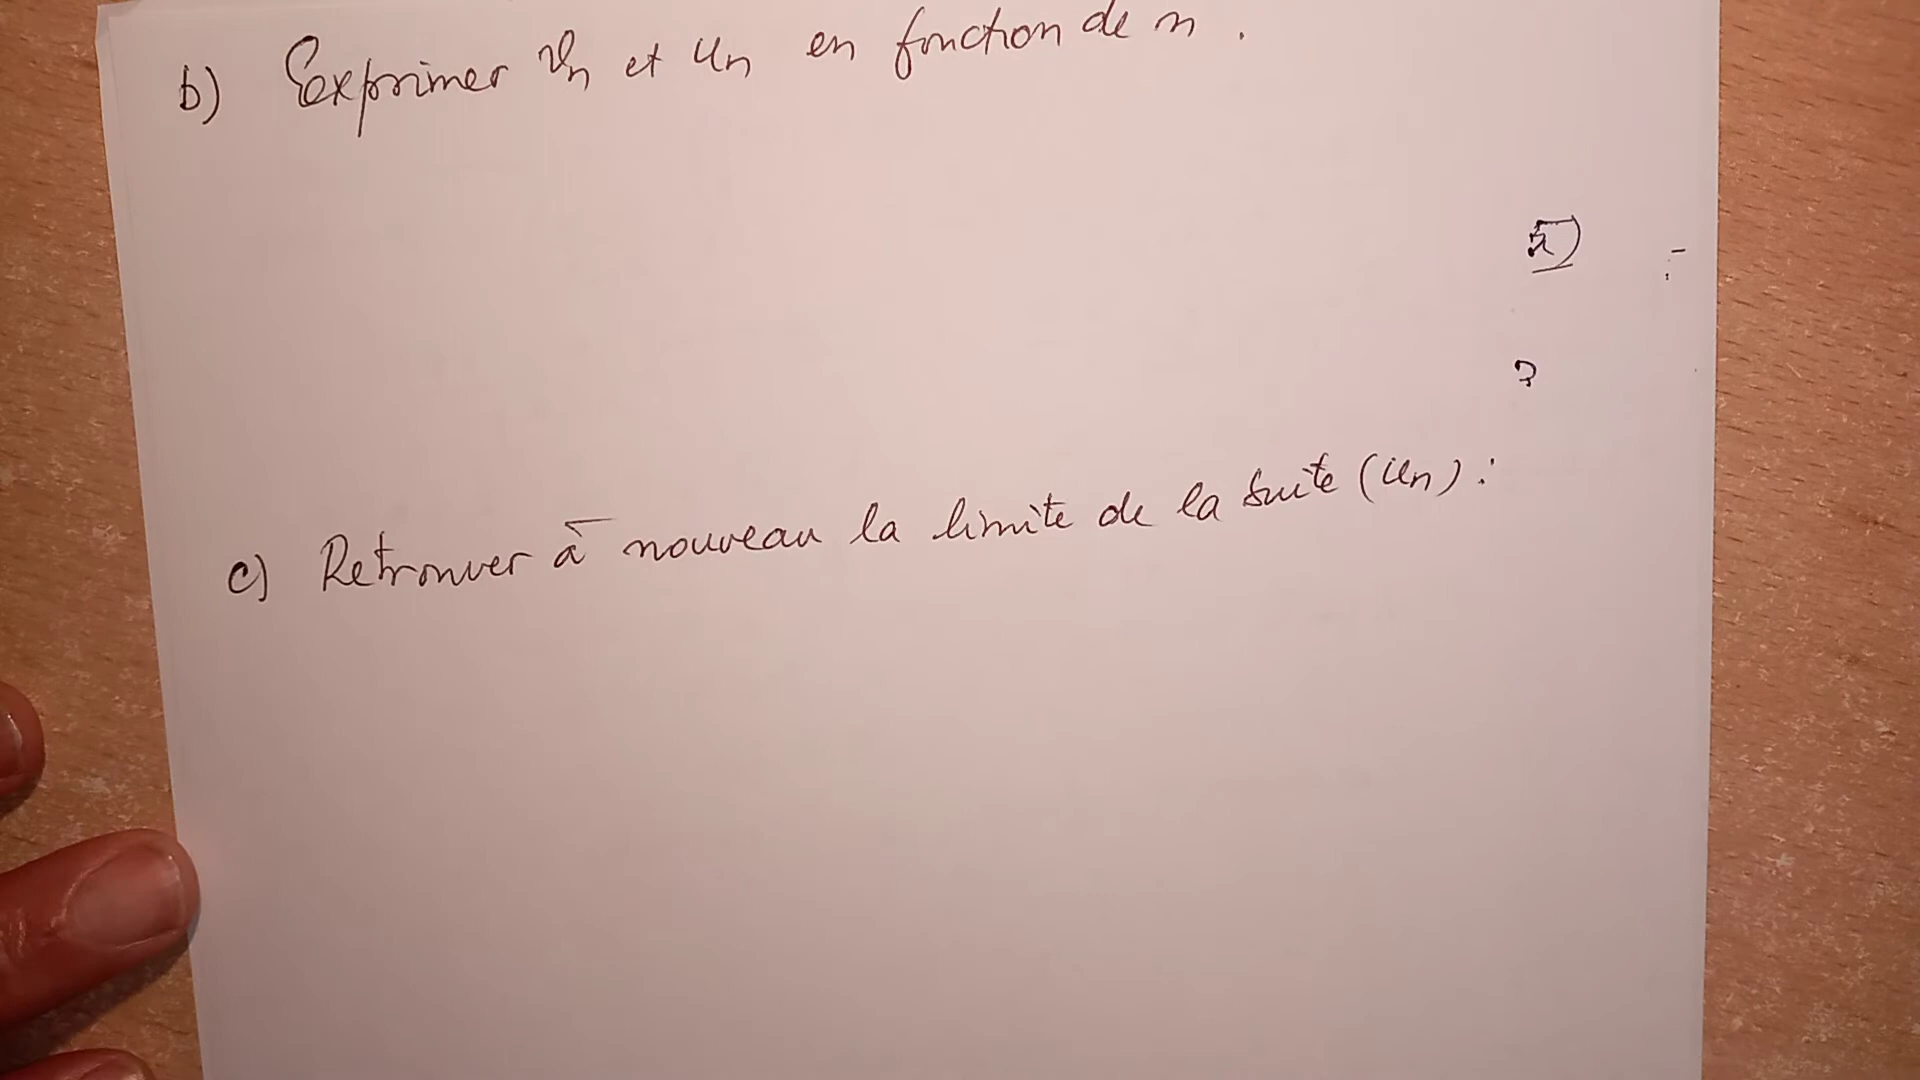 b) Exprimer Vn et Un en fonction de n.
?
c) Retrouver à nouveau la limite de la suite (Un):